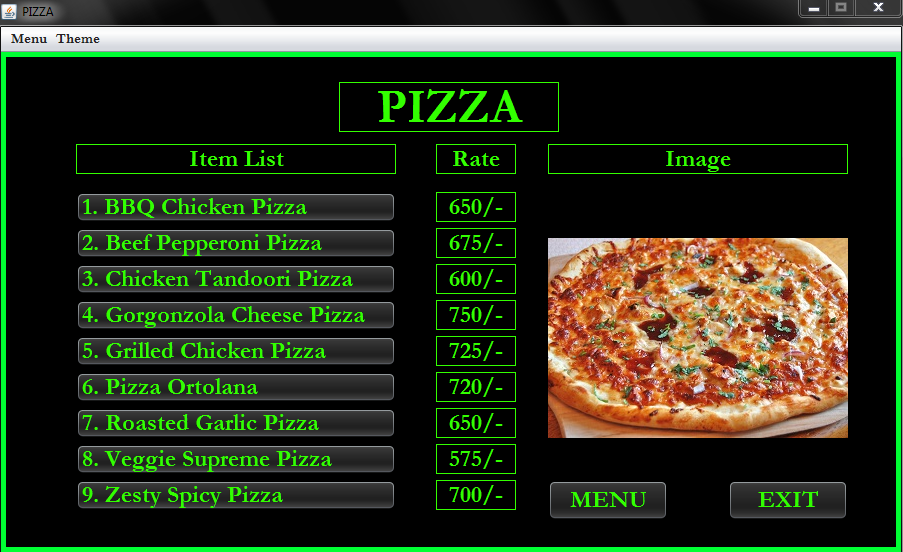 PIZZA
Menu Theme
PIZZA
Item List Rate Image
1. BBQ Chicken Pizza 650/-
2. Beef Pepperoni Pizza 675/-
3. Chicken Tandoori Pizza 600/-
4. Gorgonzola Cheese Pizza 750/-
5. Grilled Chicken Pizza 725/-
6. Pizza Ortolana 720/-
7. Roasted Garlic Pizza 650/-
8. Veggie Supreme Pizza 575/-
9. Zesty Spicy Pizza 700/-
MENU EXIT